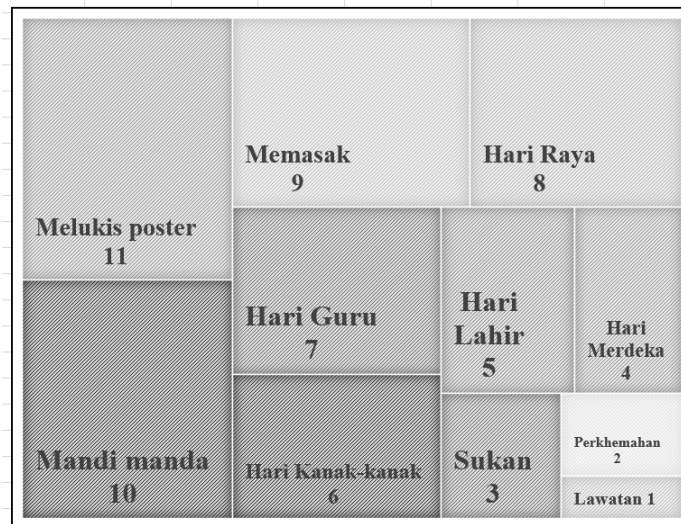 Melukis poster
11
Memasak
9
Hari Raya
8
Mandi manda
10
Hari Guru
7
Hari Kanak-kanak
6
Hari
Lahir
5
Hari
Merdeka
4
Sukan
3
Perkhemahan
2
Lawatan 1